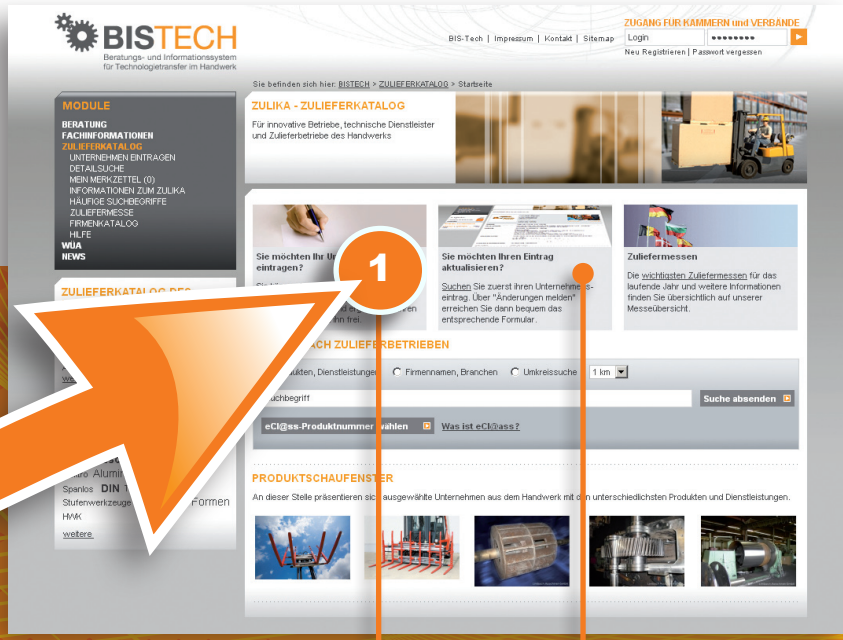 BISTECH
Beratungs- und Informationssystem
für Technologietransfer im Handwerk
BIS-Tech | Impressum | Kontakt | Sitemap
ZUGANG FÜR KAMMERN und VERBÄNDE
Login ••••••••
Neu Registrieren | Passwort vergessen
Sie befinden sich hier: BISTECH > ZULIEFERKATALOG > Startseite
MODULE
BERATUNG
FACHINFORMATIONEN
ZULIEFERKATALOG
UNTERNEHMEN EINTRAGEN
DETAILSUCHE
MEIN MERKZETTEL (0)
INFORMATIONEN ZUM ZULIKA
HÄUFIGE SUCHBEGRIFFE
ZULIEFERMESSE
FIRMENKATALOG
HILFE
WÜA
NEWS
ZULIKA - ZULIEFERKATALOG
Für innovative Betriebe, technische Dienstleister
und Zulieferbetriebe des Handwerks
Sie möchten Ihr
eintragen?
1
Sie möchten Ihren Eintrag
aktualisieren?
Suchen Sie zuerst ihren Unternehmens-
eintrag. Über "Änderungen melden"
erreichen Sie dann bequem das
entsprechende Formular.
Zuliefermessen
Die wichtigsten Zuliefermessen für das
laufende Jahr und weitere Informationen
finden Sie übersichtlich auf unserer
Messeübersicht.
ZULIEFERKATALOG DES
NACH ZULIEFERBETRIEBEN
Dienstleistungen Firmennamen, Branchen Umkreissuche 1 km
Suche absenden
eCl@ss-Produktnummer wählen Was ist eCl@ass?
Spanlos DIN
Stufenwerkzeuge Formen
HWK
weitere
PRODUKTSCHAUFENSTER
An dieser Stelle präsentieren sich ausgewählte Unternehmen aus dem Handwerk mit den unterschiedlichsten Produkten und Dienstleistungen.